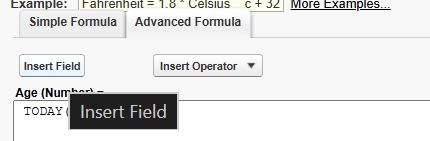 Example: Fahrenheit = 1.8 * Celsius c + 32 More Examples...
Simple Formula Advanced Formula
Insert Field Insert Operator
Age (Number) =
TODAY(
Insert Field